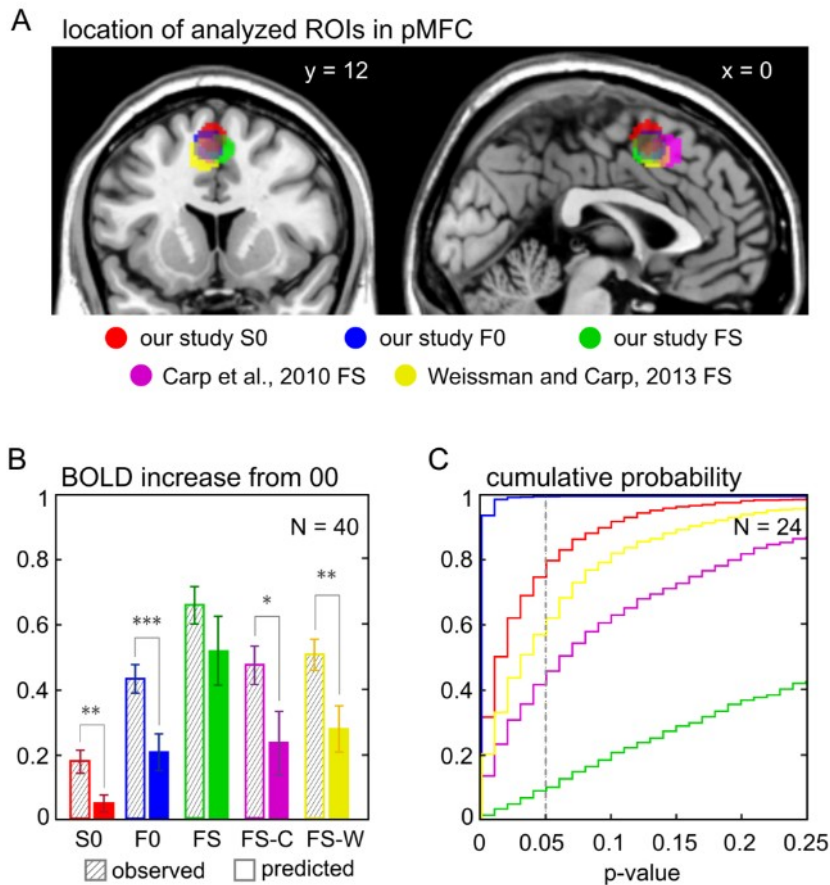 A
location of analyzed ROIs in pMFC
y = 12
x = 0
our study S0
our study F0
our study FS
Carp et al., 2010 FS
Weissman and Carp, 2013 FS
B
BOLD increase from 00
1
N = 40
0.8
0.6
0.4
0.2
0
**
***
*
**
S0
F0
FS
FS-C
FS-W
observed
predicted
C
cumulative probability
1
N = 24
0.8
0.6
0.4
0.2
0
0
0.05
0.1
0.15
0.2
0.25
p-value